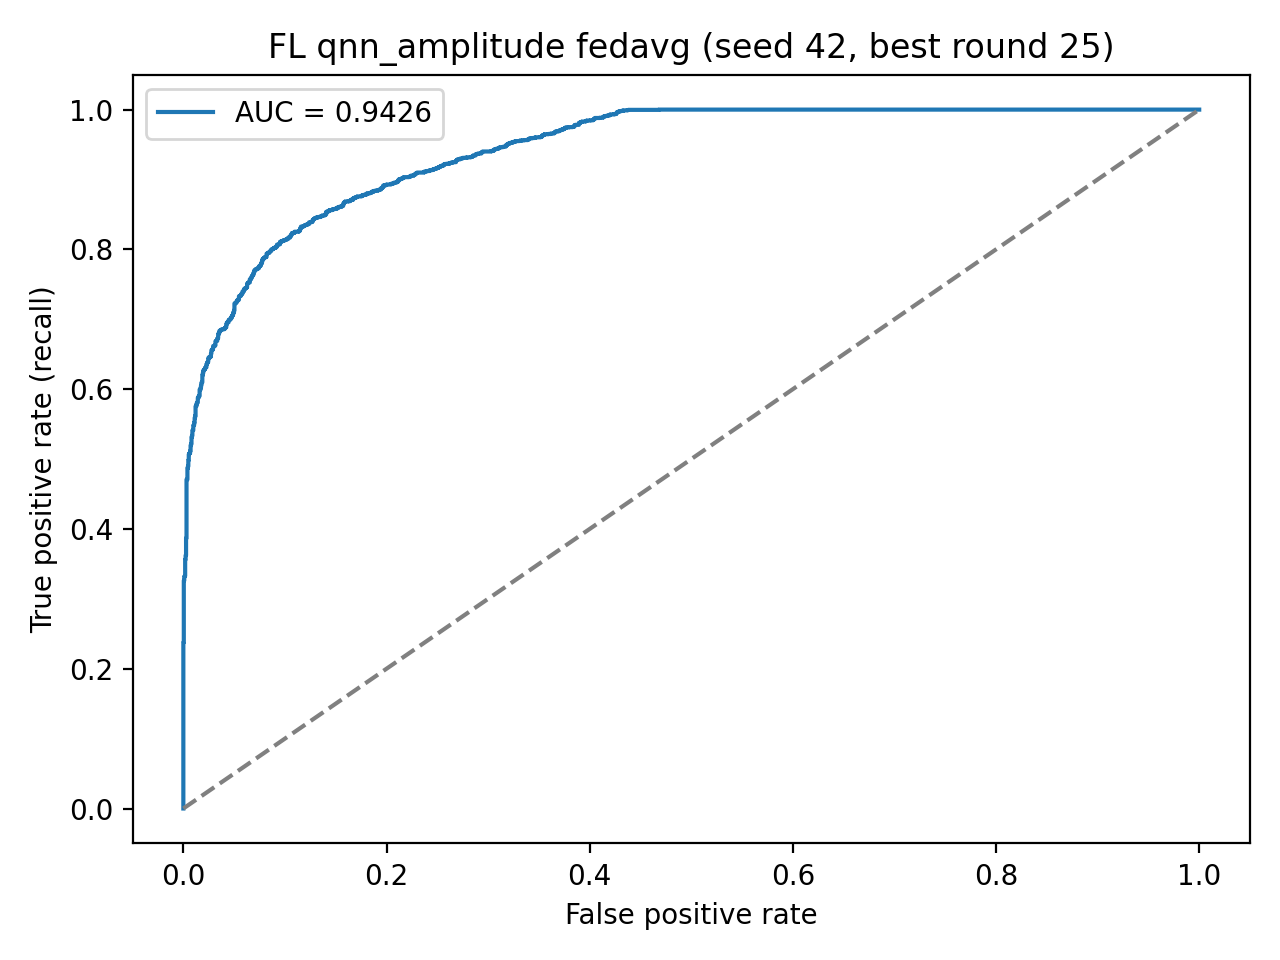 FL qnn_amplitude fedavg (seed 42, best round 25)
AUC = 0.9426
True positive rate (recall)
1.0
0.8
0.6
0.4
0.2
0.0
0.0 0.2 0.4 0.6 0.8 1.0
False positive rate